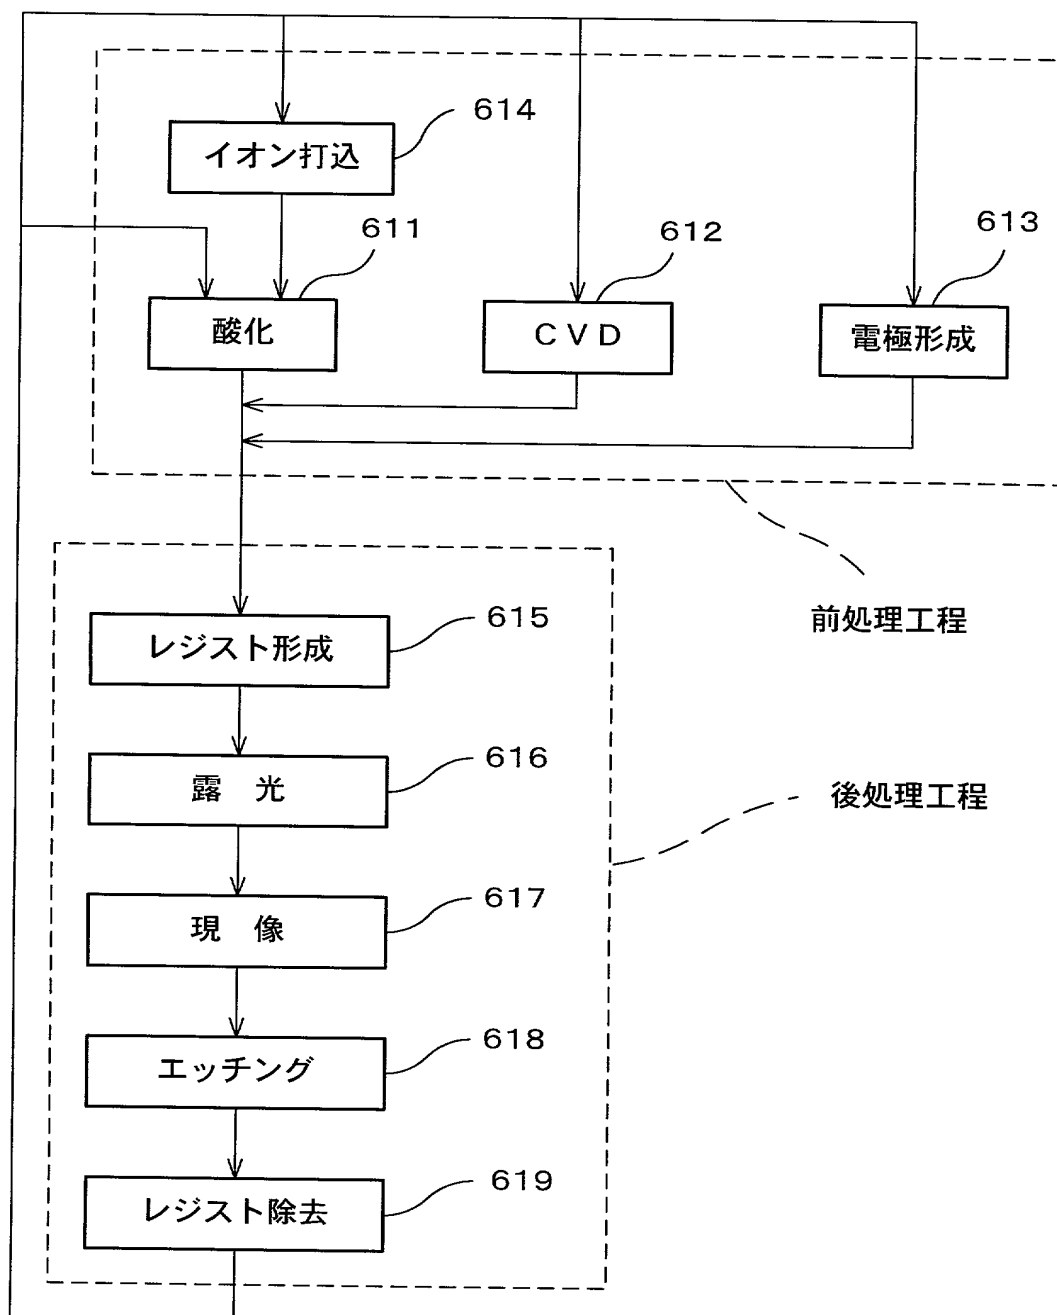 614
イオン打込
611
612
613
酸化
CVD
電極形成
前処理工程
615
レジスト形成
616
露 光
後処理工程
617
現 像
618
エッチング
619
レジスト除去